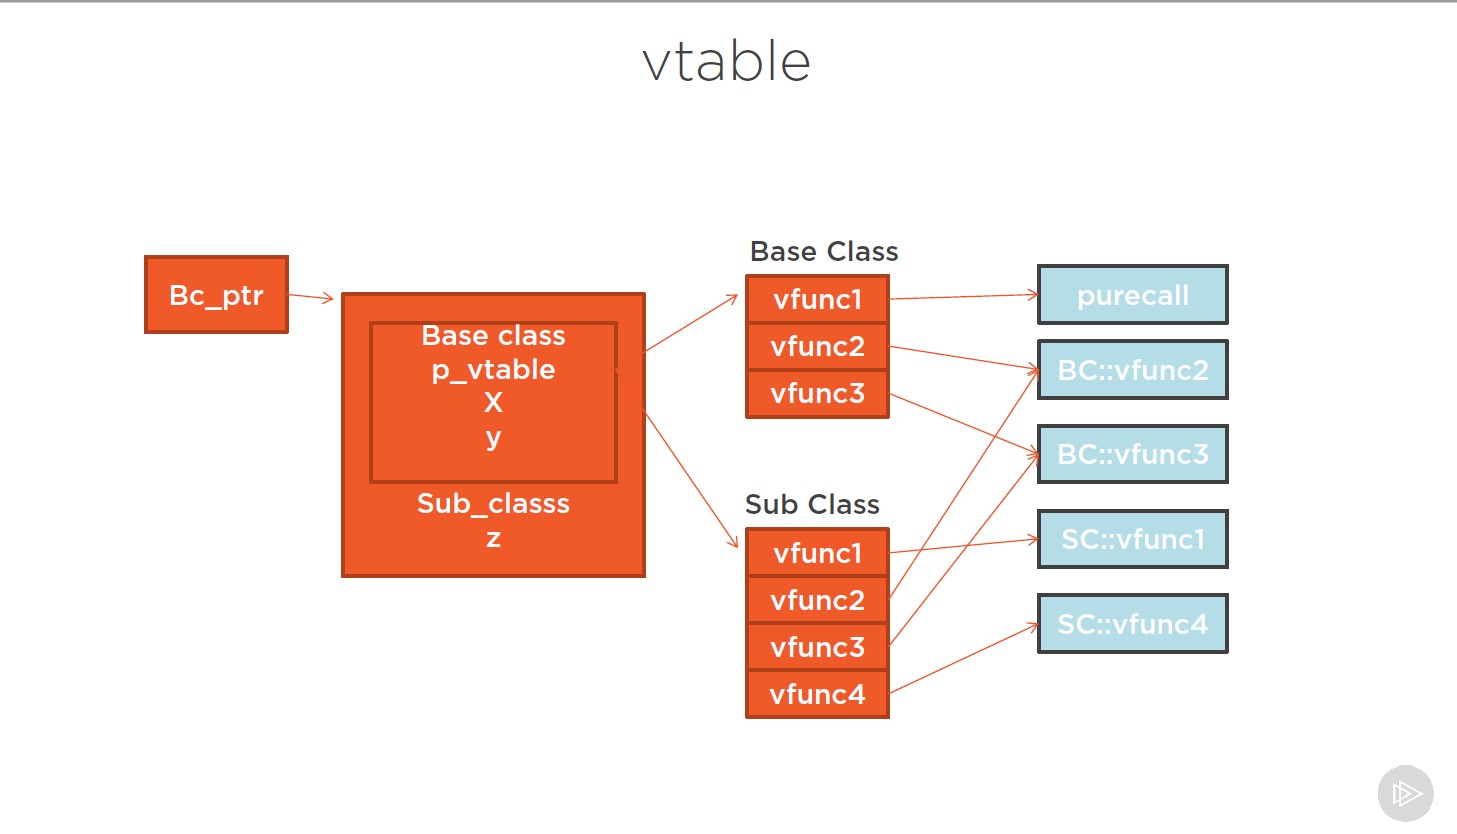 vtable
Bc_ptr
Base class
p_vtable
X
y
Sub_classs
z
Base Class
vfunc1
vfunc2
vfunc3
Sub Class
vfunc1
vfunc2
vfunc3
vfunc4
purecall
BC::vfunc2
BC::vfunc3
SC::vfunc1
SC::vfunc4